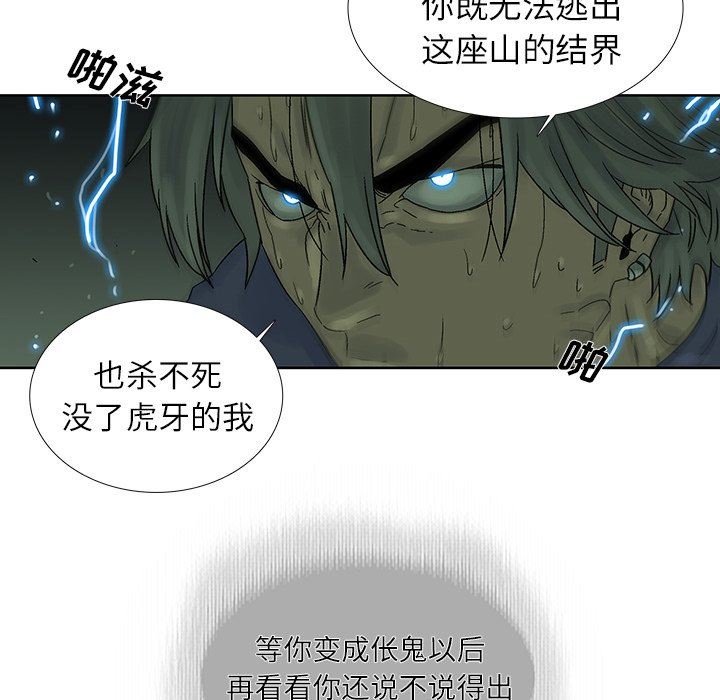 你既无法逃出
这座山的结界
啪滋
啪
也杀不死
没了虎牙的我
等你变成伥鬼以后
再看看你还说不说得出